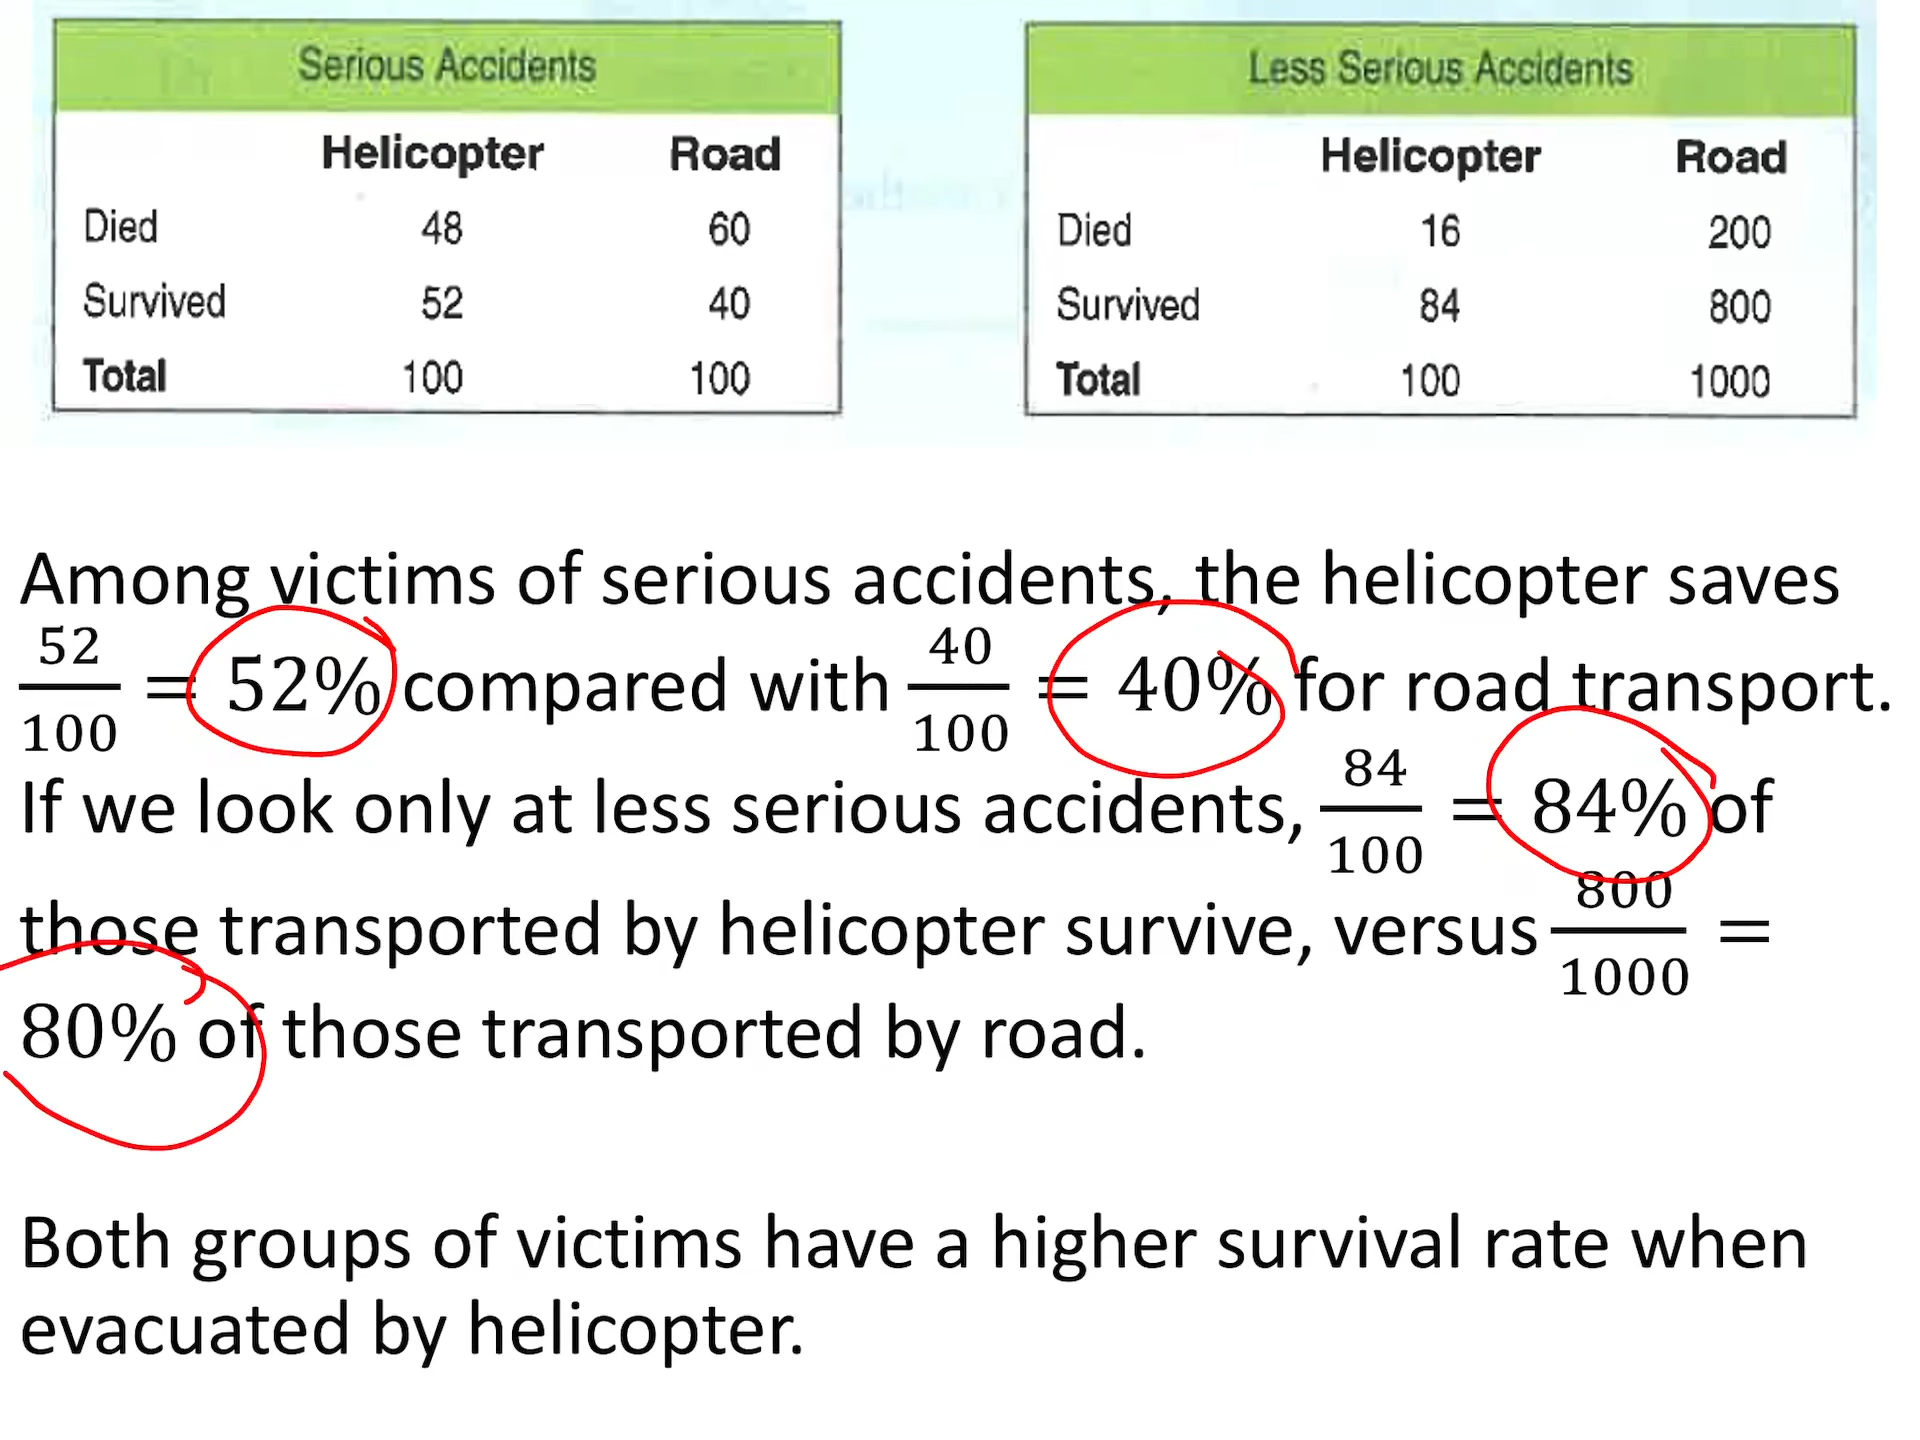 Serious Accidents
Helicopter Road
Died 48 60
Survived 52 40
Total 100 100
Less Serious Accidents
Helicopter Road
Died 16 200
Survived 84 800
Total 100 1000
Among victims of serious accidents, the helicopter saves
52/100 = 52% compared with 40/100 = 40% for road transport.
If we look only at less serious accidents, 84/100 = 84% of
those transported by helicopter survive, versus 800/1000 =
80% of those transported by road.
Both groups of victims have a higher survival rate when
evacuated by helicopter.